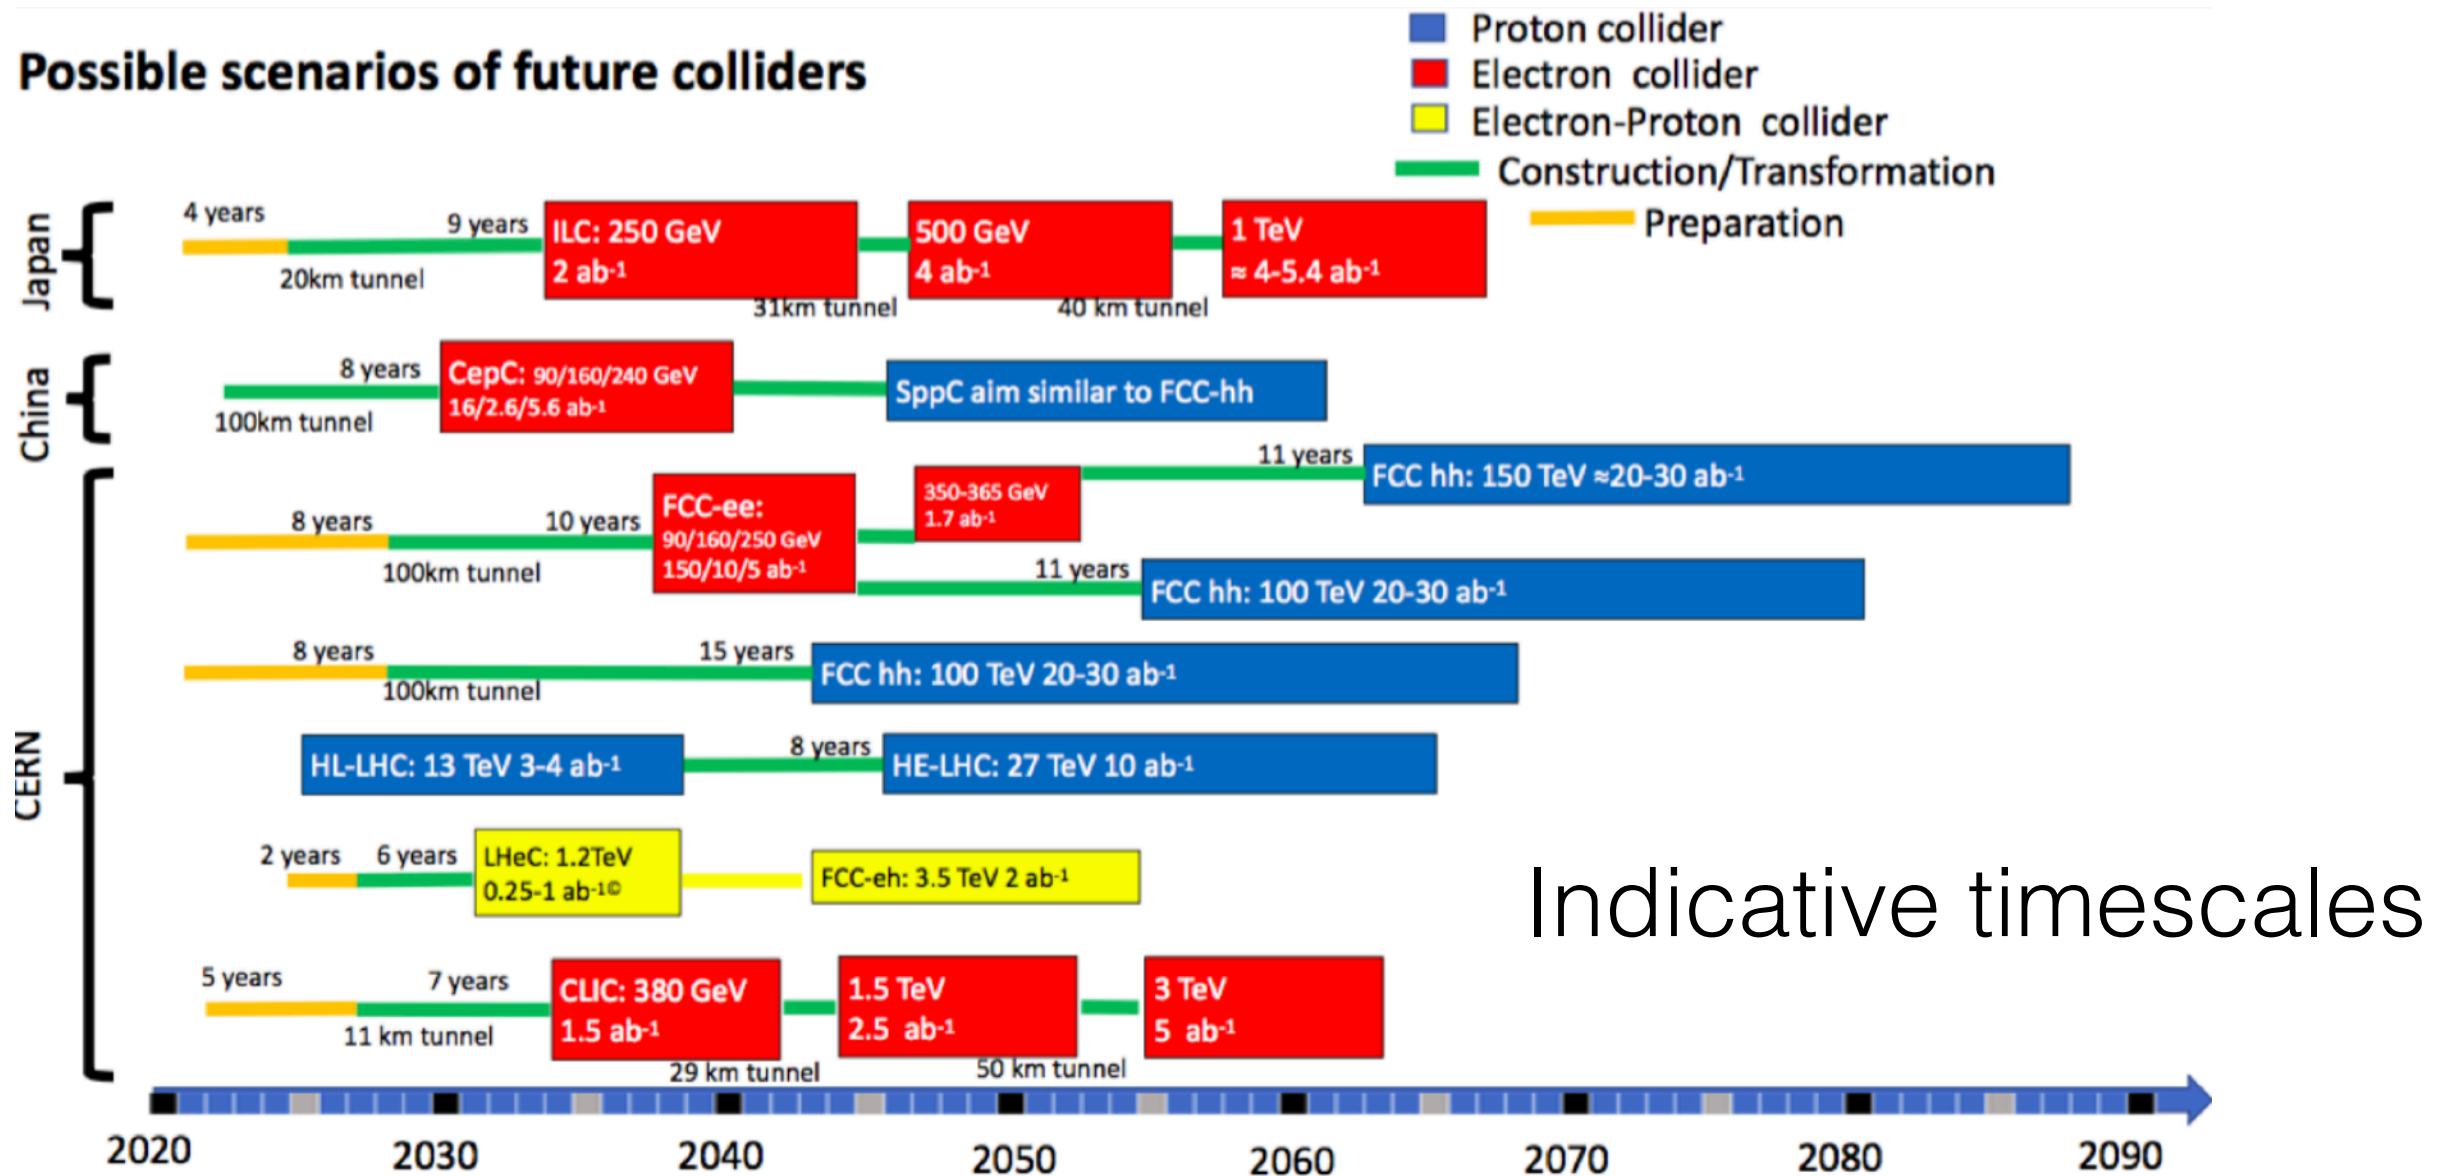 Possible scenarios of future colliders
Proton collider
Electron collider
Electron-Proton collider
Construction/Transformation
Preparation
Japan
4 years
9 years
20km tunnel
ILC: 250 GeV
2 ab-1
31km tunnel
500 GeV
4 ab-1
40 km tunnel
1 TeV
≈ 4-5.4 ab-1
China
8 years
100km tunnel
CepC: 90/160/240 GeV
16/2.6/5.6 ab-1
SppC aim similar to FCC-hh
CERN
8 years
10 years
100km tunnel
FCC-ee:
90/160/250 GeV
150/10/5 ab-1
350-365 GeV
1.7 ab-1
11 years
FCC hh: 150 TeV ≈20-30 ab-1
11 years
FCC hh: 100 TeV 20-30 ab-1
8 years
15 years
100km tunnel
FCC hh: 100 TeV 20-30 ab-1
HL-LHC: 13 TeV 3-4 ab-1
8 years
HE-LHC: 27 TeV 10 ab-1
2 years
6 years
LHeC: 1.2TeV
0.25-1 ab-1©
FCC-eh: 3.5 TeV 2 ab-1
Indicative timescales
5 years
7 years
11 km tunnel
CLIC: 380 GeV
1.5 ab-1
29 km tunnel
1.5 TeV
2.5 ab-1
50 km tunnel
3 TeV
5 ab-1
2020 2030 2040 2050 2060 2070 2080 2090